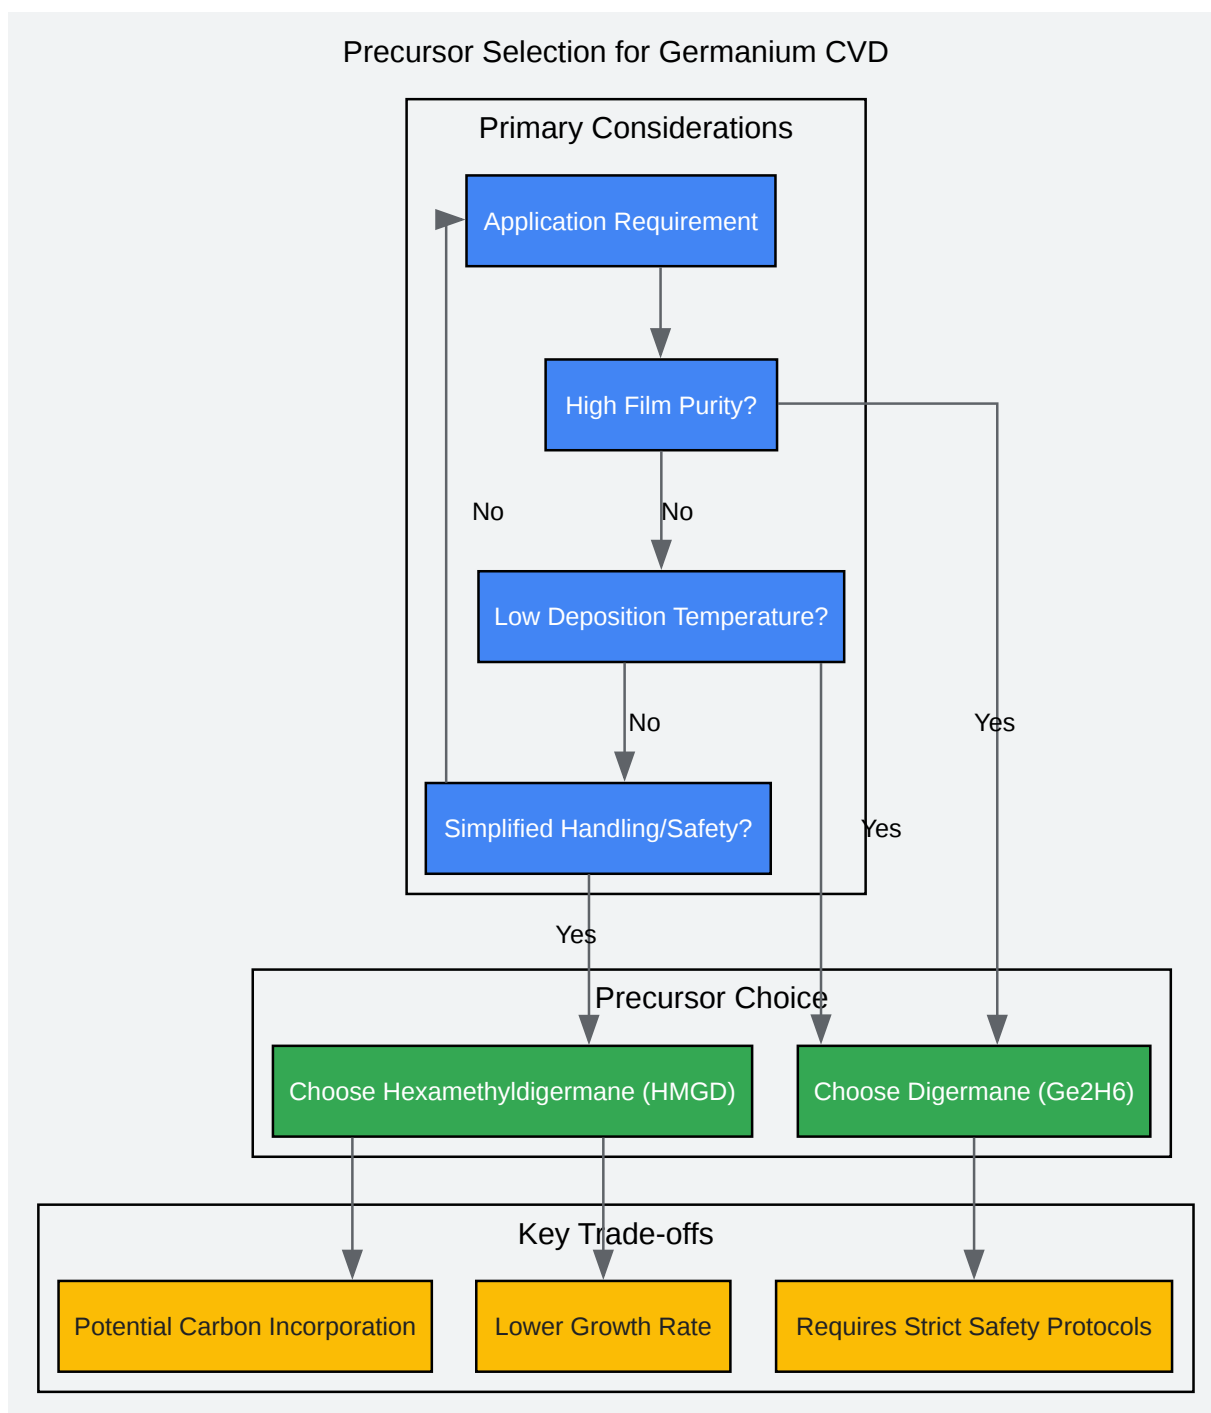 Precursor Selection for Germanium CVD
Primary Considerations
Application Requirement
High Film Purity?
No
No
Low Deposition Temperature?
No
Yes
Simplified Handling/Safety?
Yes
Yes
Precursor Choice
Choose Hexamethyldigermane (HMGD)
Choose Digermane (Ge2H6)
Key Trade-offs
Potential Carbon Incorporation
Lower Growth Rate
Requires Strict Safety Protocols